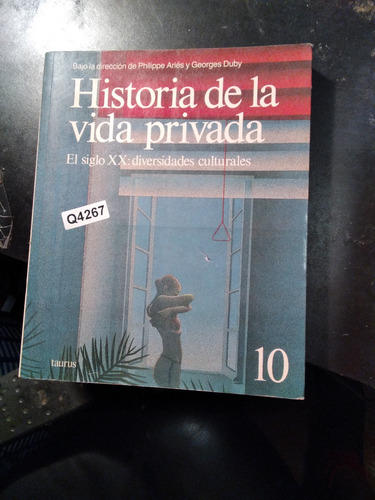 Bajo la dirección de Philippe Ariés y Georges Duby
Historia de la
vida privada
El siglo XX: diversidades culturales
Q4267
taurus
10